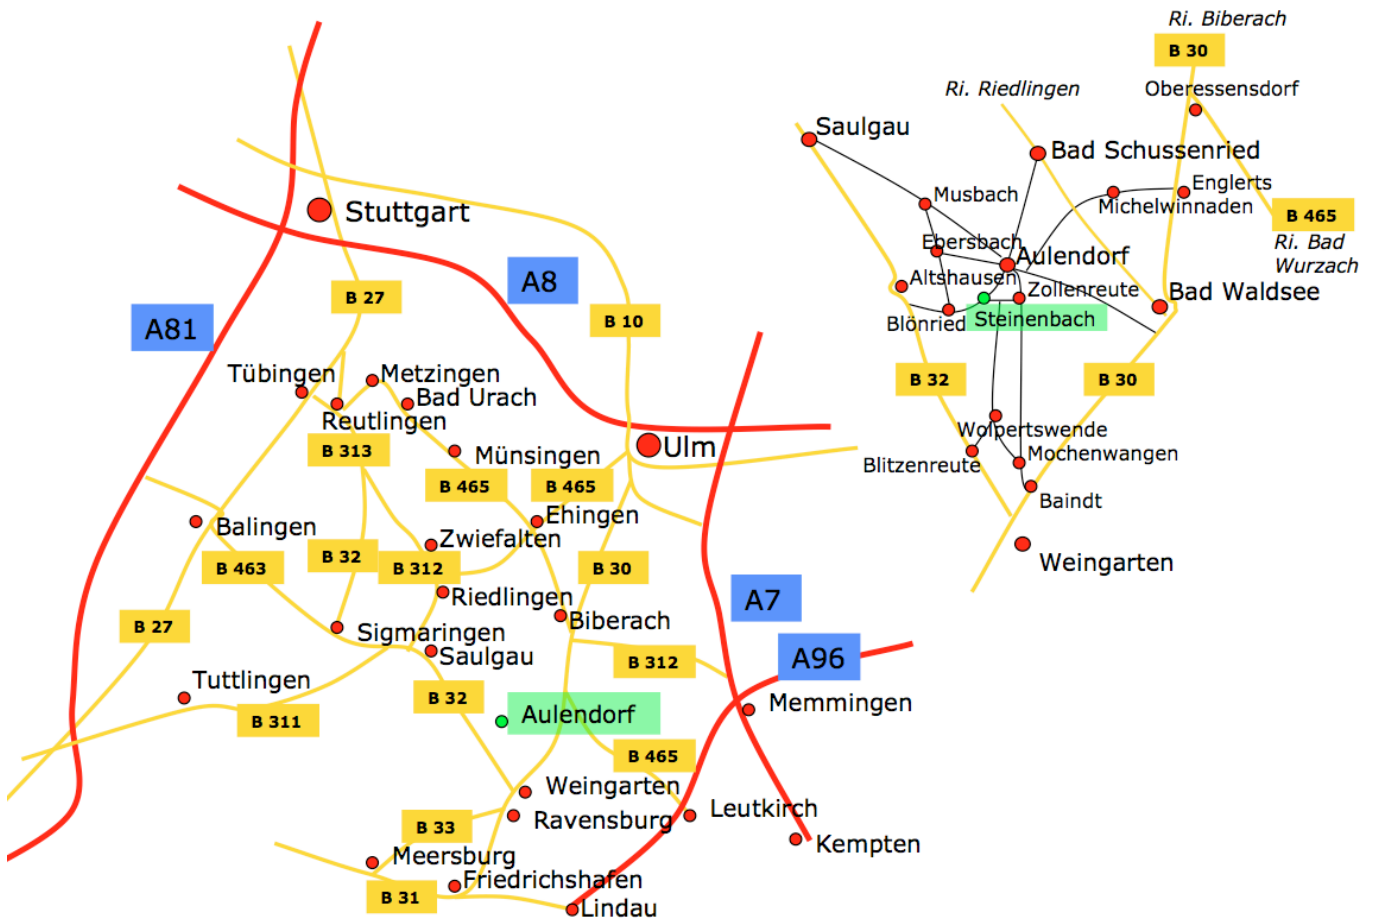 Ri. Biberach
B 30
Ri. Riedlingen
Oberessensdorf
Saulgau
Bad Schussenried
Musbach
Englerts
Michelwinnaden
B 465
Ri. Bad
Wurzach
Ebersbach
Aulendorf
Altshausen
Zollenreute
Bad Waldsee
Blönried
Steinenbach
B 32
B 30
Wolpertswende
Mochenwangen
Blitzenreute
Baindt
Weingarten
Stuttgart
A8
B 27
A81
B 10
Tübingen
Metzingen
Bad Urach
Reutlingen
B 313
Ulm
Münsingen
B 465
B 465
Balingen
Ehingen
Zwiefalten
B 463
B 32
B 312
B 30
Riedlingen
A7
B 27
Sigmaringen
Biberach
Saulgau
B 312
A96
Tuttlingen
B 32
B 311
Aulendorf
Memmingen
B 465
Weingarten
Ravensburg
Leutkirch
B 33
Kempten
Meersburg
Friedrichshafen
B 31
Lindau